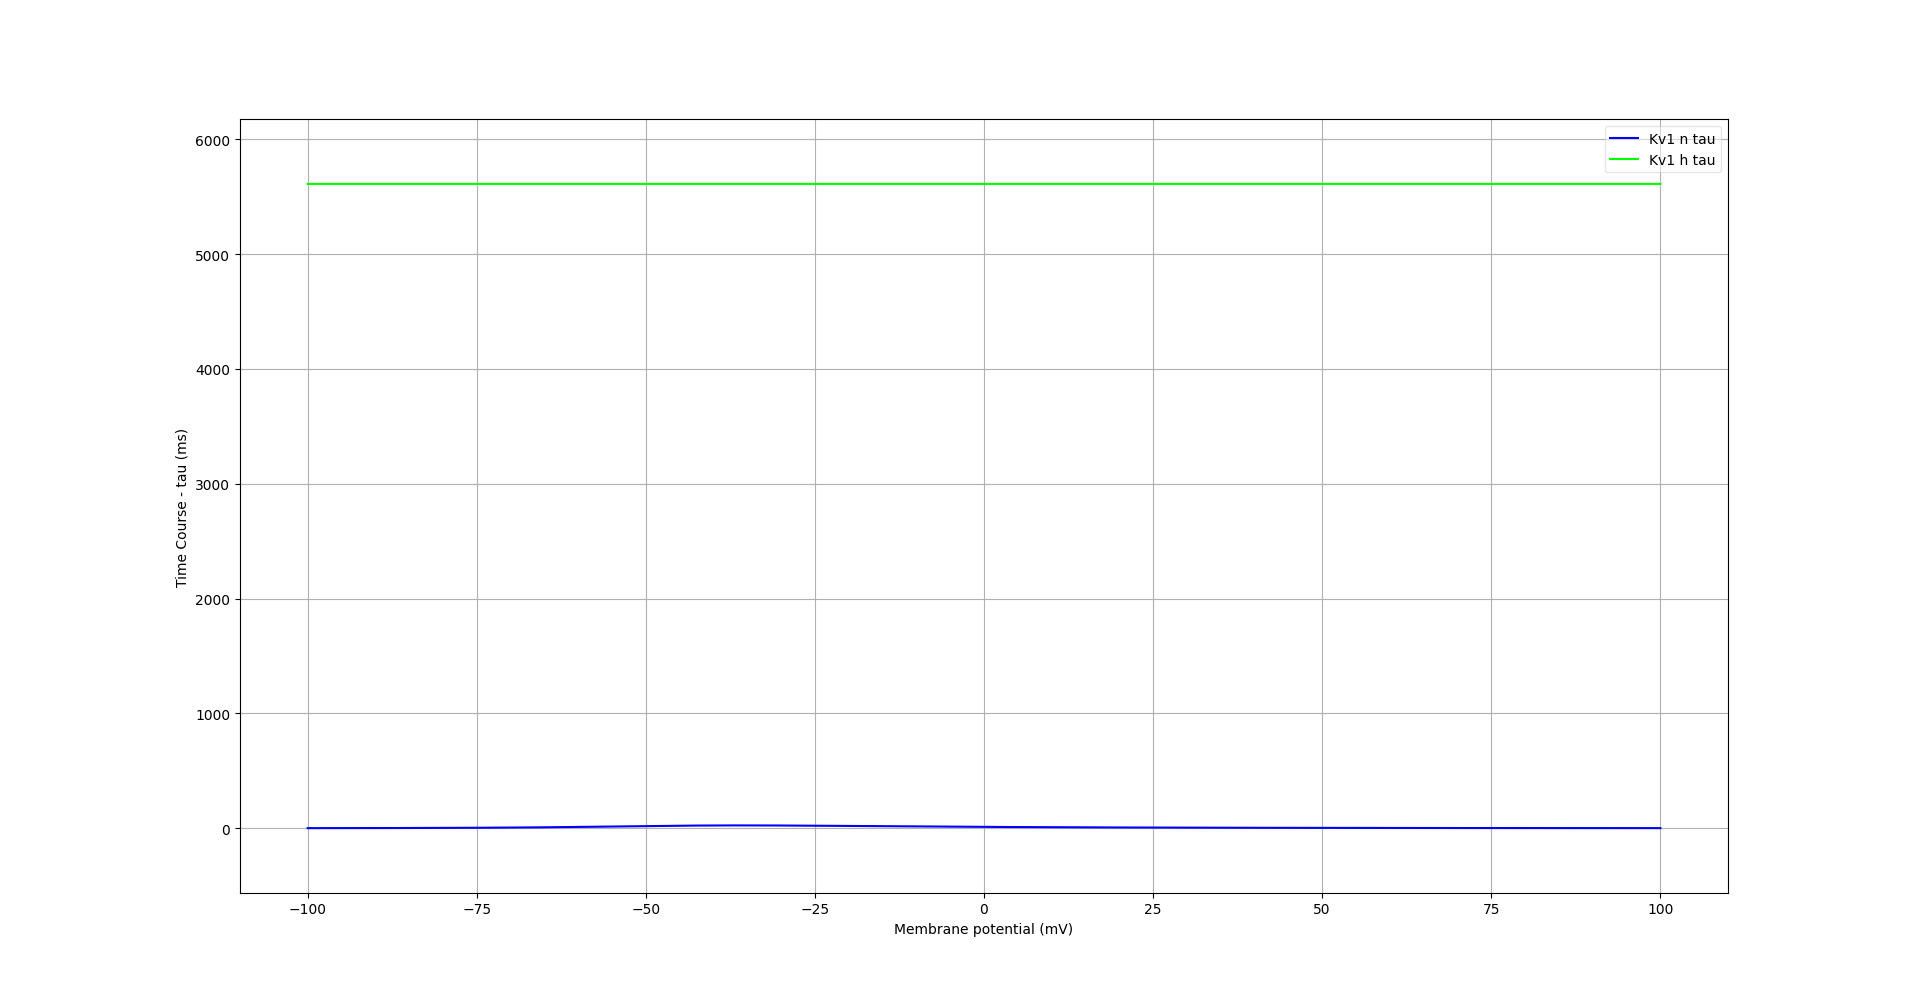 6000
5000
4000
3000
2000
1000
0
Time Course - tau (ms)
−100 −75 −50 −25 0 25 50 75 100
Membrane potential (mV)
Kv1 n tau
Kv1 h tau